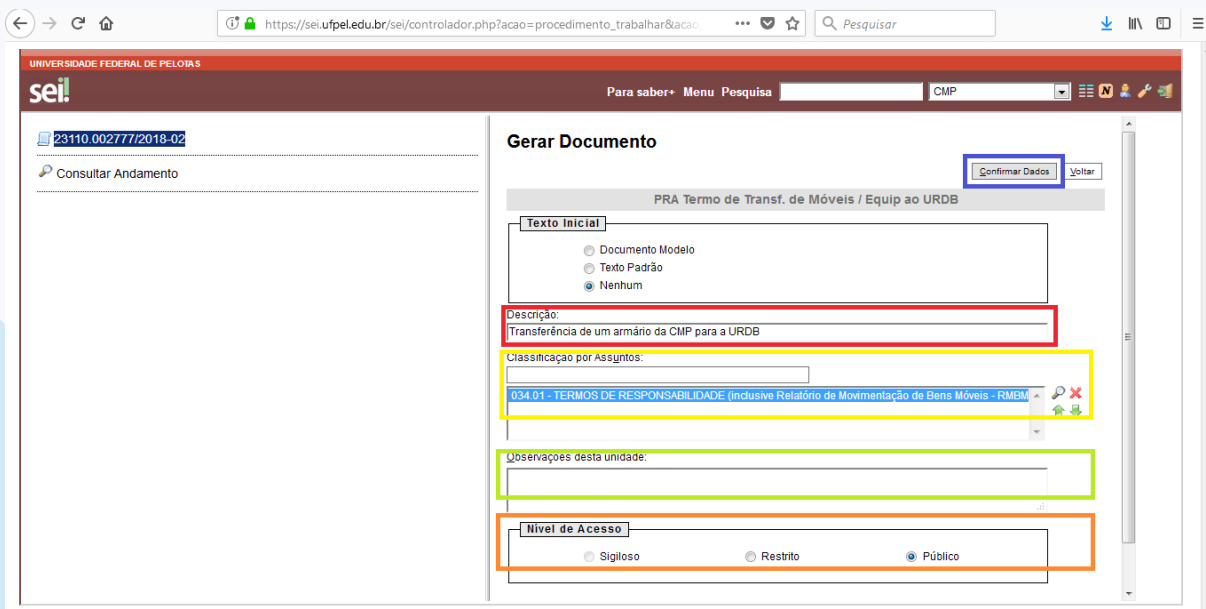 https://sei.ufpel.edu.br/sei/controlador.php?acao=procedimento_trabalhar&acao
Pesquisar
UNIVERSIDADE FEDERAL DE PELOTAS
sei!
Para saber+ Menu Pesquisa
CMP
N
23110.002777/2018-02
Consultar Andamento
Gerar Documento
Confirmar Dados
Voltar
PRA Termo de Transf. de Móveis / Equip ao URDB
Texto Inicial
Documento Modelo
Texto Padrão
Nenhum
Descrição:
Transferência de um armário da CMP para a URDB
Classificação por Assuntos:
034.01 - TERMOS DE RESPONSABILIDADE (inclusive Relatório de Movimentação de Bens Móveis - RMBM
Observações desta unidade:
Nível de Acesso
Sigiloso
Restrito
Público